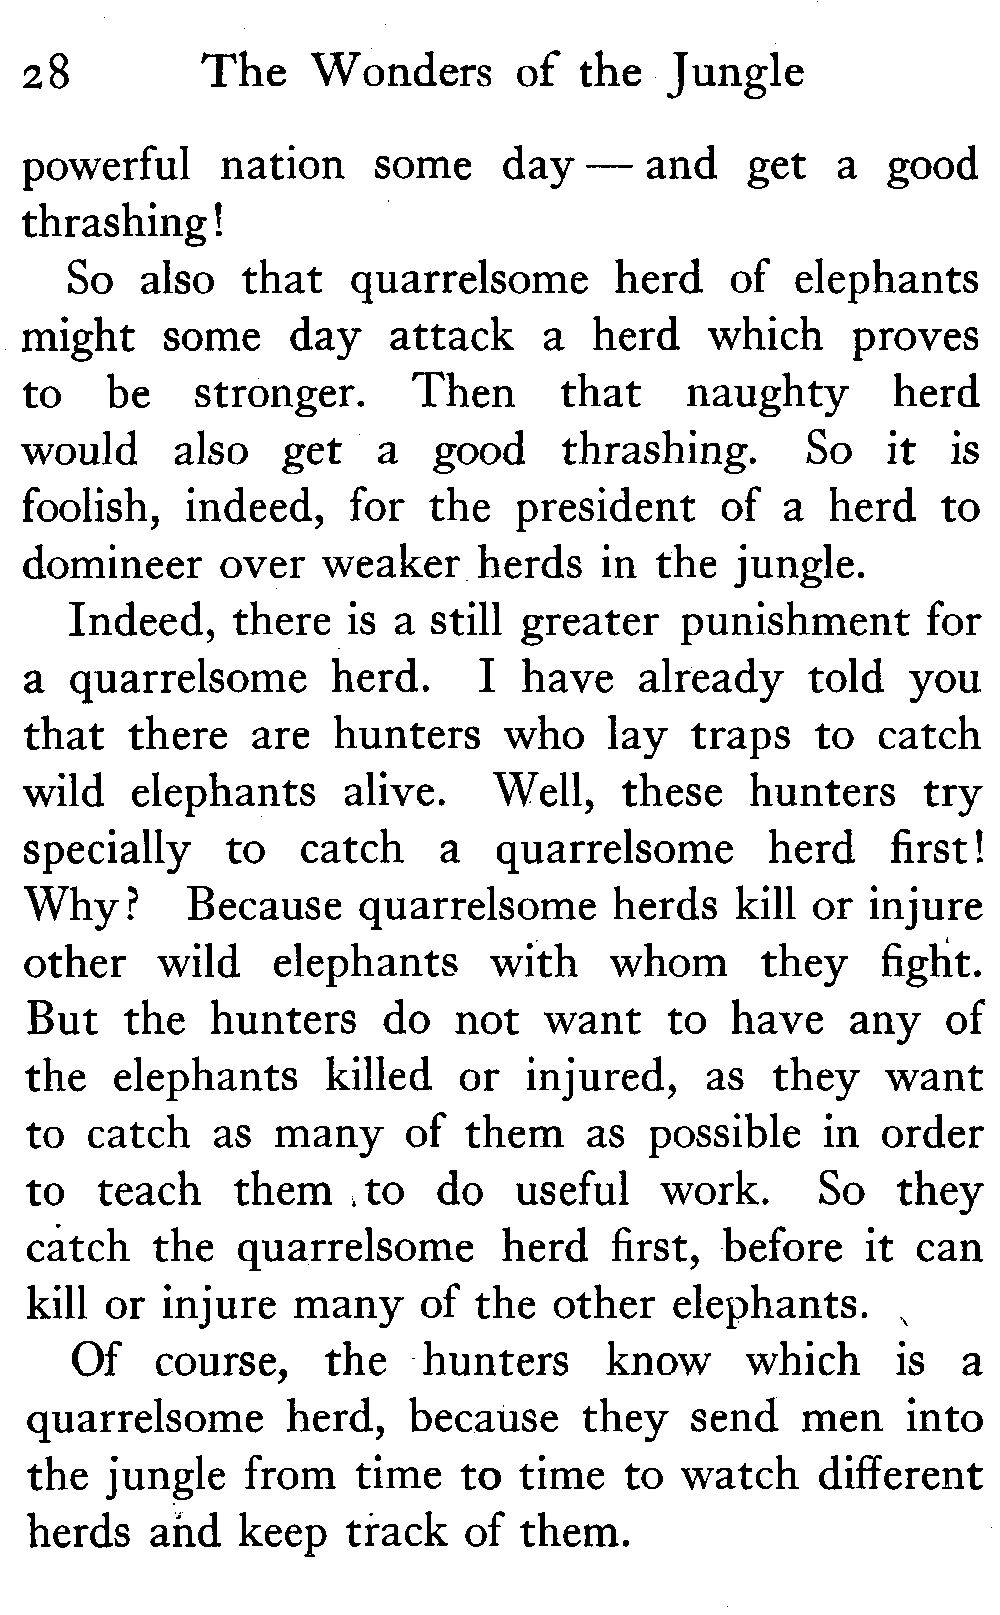 28 The Wonders of the Jungle
powerful nation some day — and get a good
thrashing!
So also that quarrelsome herd of elephants
might some day attack a herd which proves
to be stronger. Then that naughty herd
would also get a good thrashing. So it is
foolish, indeed, for the president of a herd to
domineer over weaker herds in the jungle.
Indeed, there is a still greater punishment for
a quarrelsome herd. I have already told you
that there are hunters who lay traps to catch
wild elephants alive. Well, these hunters try
specially to catch a quarrelsome herd first!
Why? Because quarrelsome herds kill or injure
other wild elephants with whom they fight.
But the hunters do not want to have any of
the elephants killed or injured, as they want
to catch as many of them as possible in order
to teach them to do useful work. So they
catch the quarrelsome herd first, before it can
kill or injure many of the other elephants.
Of course, the hunters know which is a
quarrelsome herd, because they send men into
the jungle from time to time to watch different
herds and keep track of them.